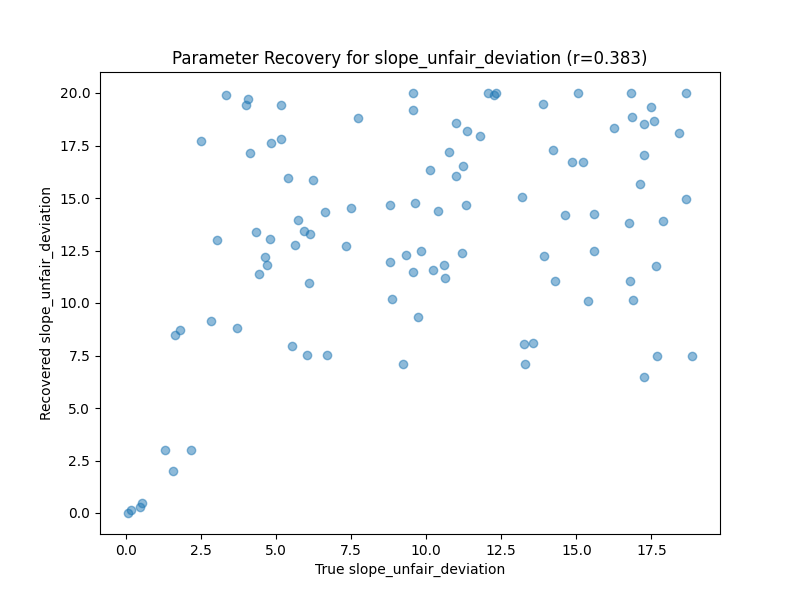 Parameter Recovery for slope_unfair_deviation (r=0.383)
20.0
17.5
15.0
12.5
10.0
7.5
5.0
2.5
0.0
Recovered slope_unfair_deviation
0.0 2.5 5.0 7.5 10.0 12.5 15.0 17.5
True slope_unfair_deviation